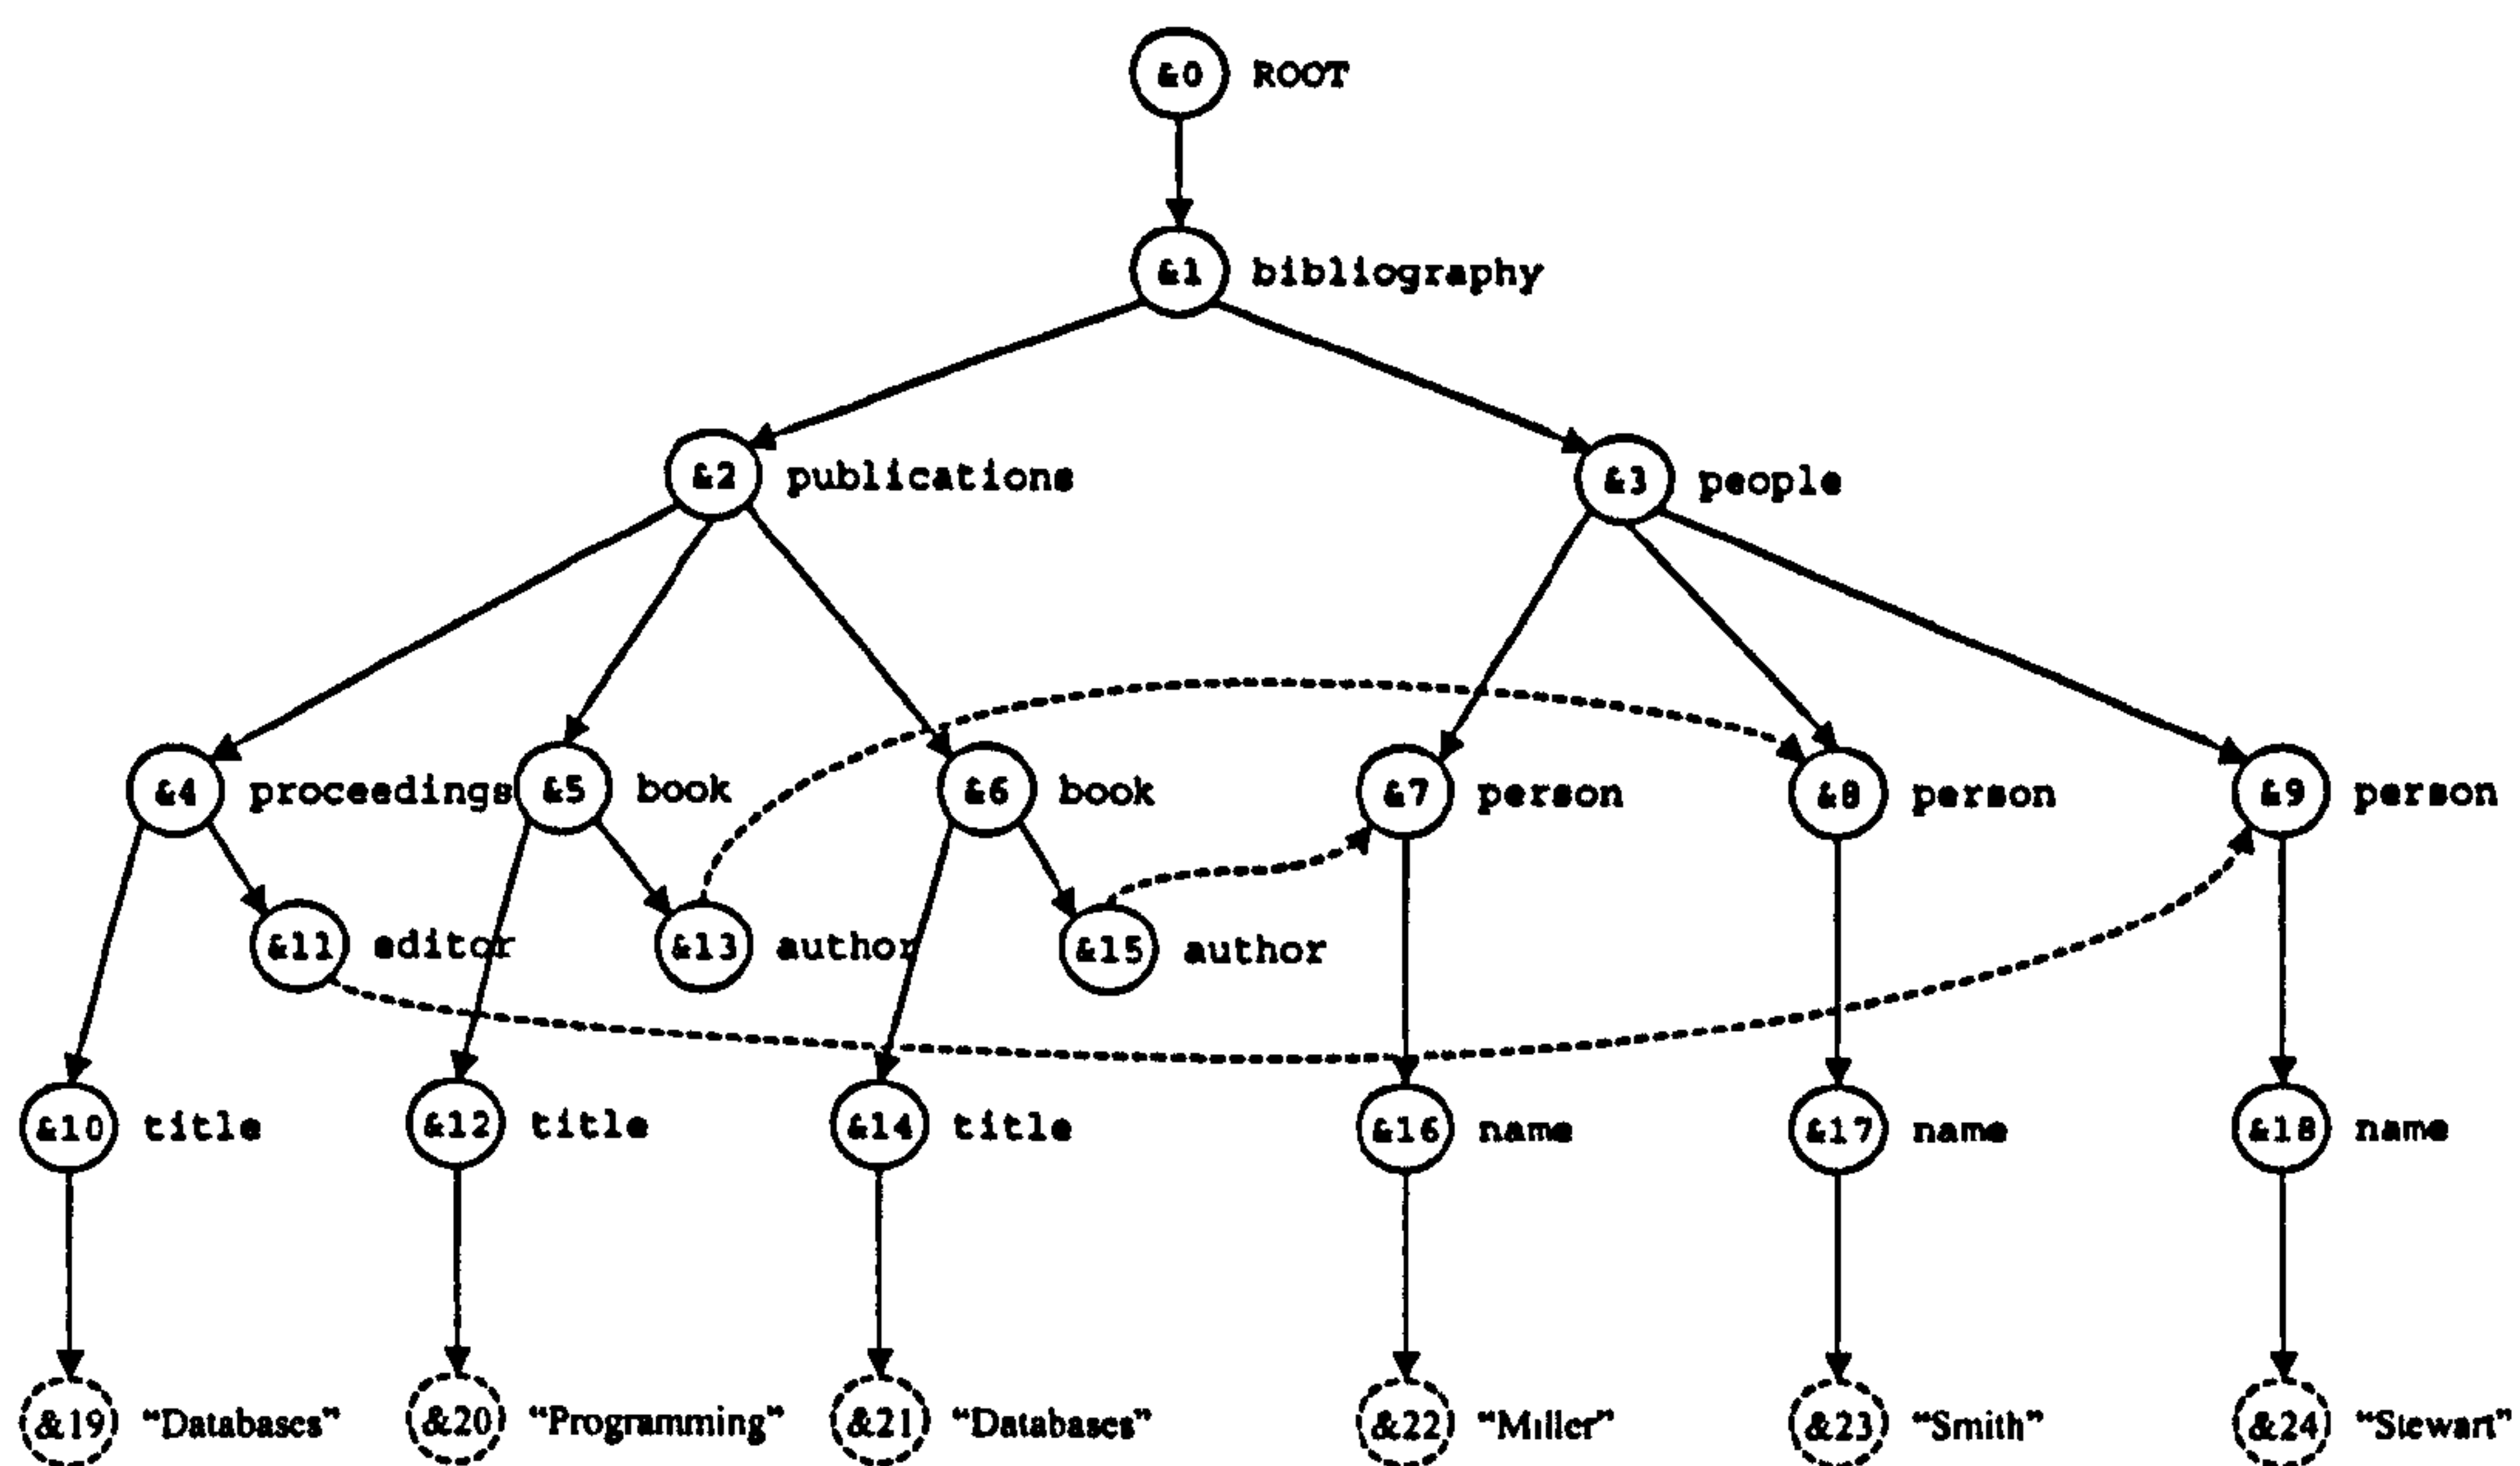 &0 ROOT
&1 bibliography
&2 publications &3 people
&4 proceedings &5 book &6 book &7 person &8 person &9 person
&11 editor &13 author &15 author
&10 title &12 title &14 title &16 name &17 name &18 name
&19 “Databases” &20 “Programming” &21 “Databases” &22 “Miller” &23 “Smith” &24 “Stewart”